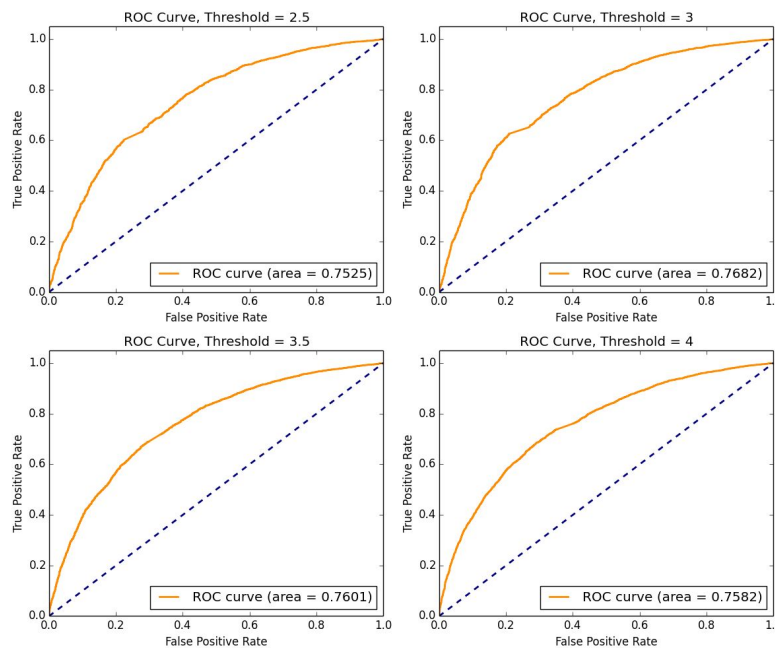 ROC Curve, Threshold = 2.5
True Positive Rate
1.0
0.8
0.6
0.4
0.2
0.0
0.0 0.2 0.4 0.6 0.8 1.0
False Positive Rate
ROC curve (area = 0.7525)
ROC Curve, Threshold = 3
True Positive Rate
1.0
0.8
0.6
0.4
0.2
0.0
0.0 0.2 0.4 0.6 0.8 1.
False Positive Rate
ROC curve (area = 0.7682)
ROC Curve, Threshold = 3.5
True Positive Rate
1.0
0.8
0.6
0.4
0.2
0.0
0.0 0.2 0.4 0.6 0.8 1.0
False Positive Rate
ROC curve (area = 0.7601)
ROC Curve, Threshold = 4
True Positive Rate
1.0
0.8
0.6
0.4
0.2
0.0
0.0 0.2 0.4 0.6 0.8 1.
False Positive Rate
ROC curve (area = 0.7582)